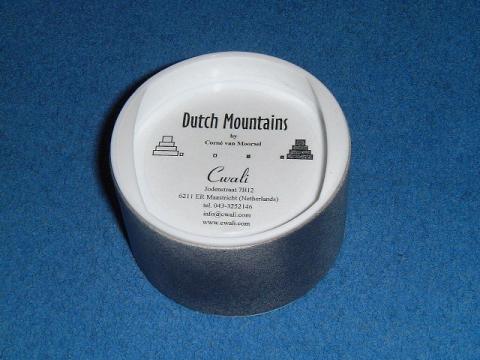 Dutch Mountains
by
Corné van Moorsel
Cwali
Jodenstraat 7B12
6211 ER Maastricht (Netherlands)
tel. 043-3252146
info@cwali.com
www.cwali.com